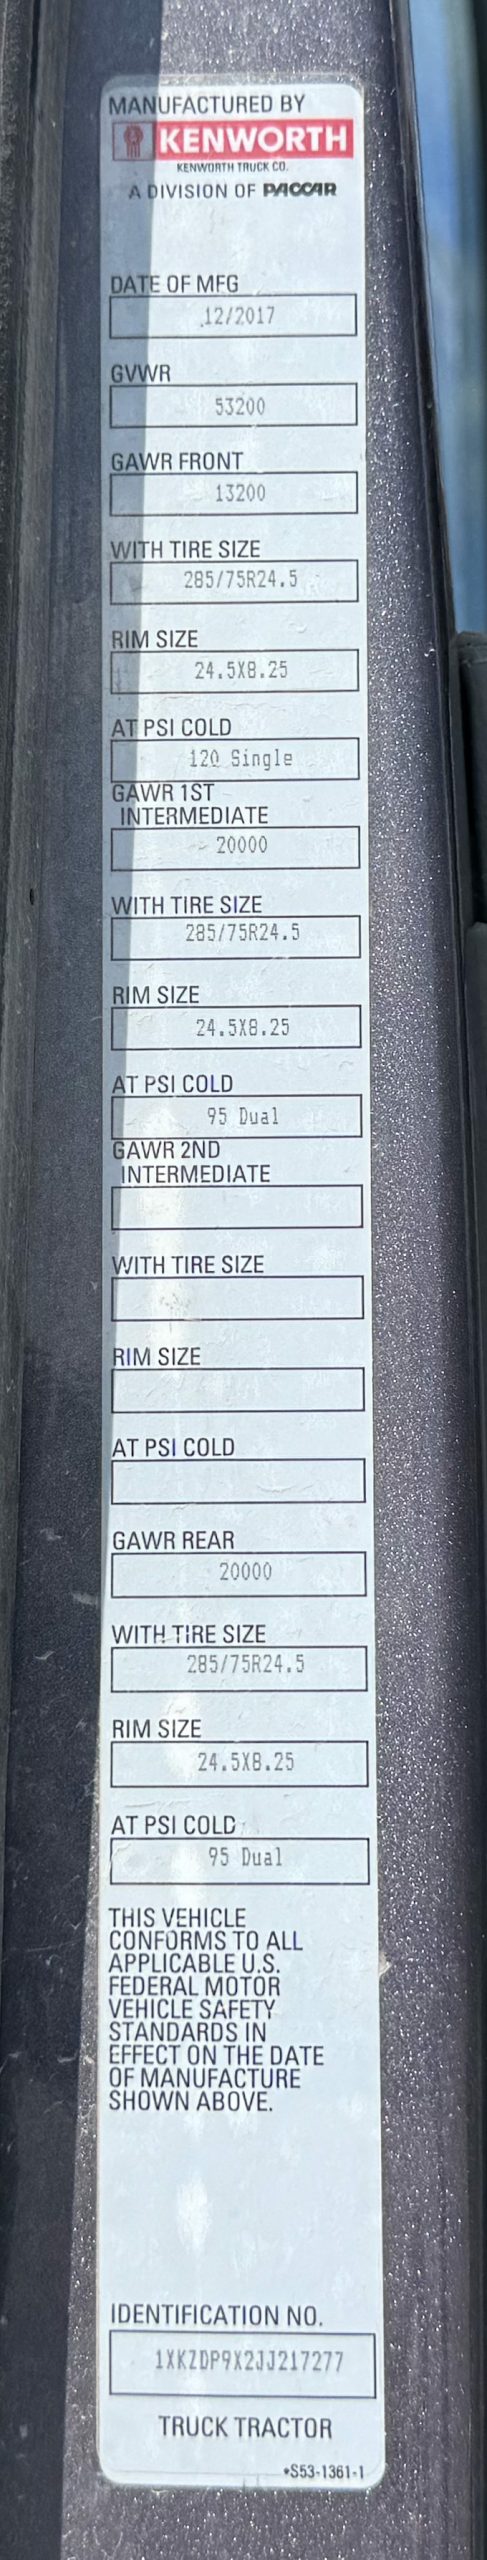 MANUFACTURED BY
KENWORTH
KENWORTH TRUCK CO.
A DIVISION OF PACCAR
DATE OF MFG
12/2017
GVWR
53200
GAWR FRONT
13200
WITH TIRE SIZE
285/75R24.5
RIM SIZE
24.5X8.25
AT PSI COLD
120 Single
GAWR 1ST
INTERMEDIATE
20000
WITH TIRE SIZE
285/75R24.5
RIM SIZE
24.5X8.25
AT PSI COLD
95 Dual
GAWR 2ND
INTERMEDIATE
WITH TIRE SIZE
RIM SIZE
AT PSI COLD
GAWR REAR
20000
WITH TIRE SIZE
285/75R24.5
RIM SIZE
24.5X8.25
AT PSI COLD
95 Dual
THIS VEHICLE
CONFORMS TO ALL
APPLICABLE U.S.
FEDERAL MOTOR
VEHICLE SAFETY
STANDARDS IN
EFFECT ON THE DATE
OF MANUFACTURE
SHOWN ABOVE.
IDENTIFICATION NO.
1XKZDP9X2JJ217277
TRUCK TRACTOR
*S53-1361-1